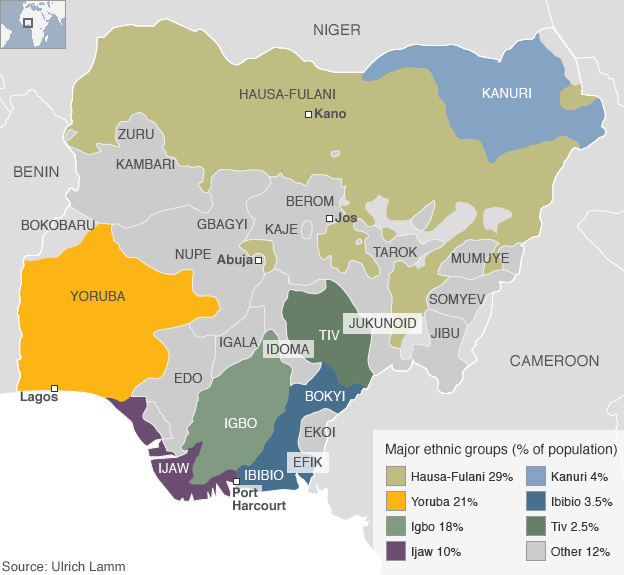 NIGER
HAUSA-FULANI
KANURI
Kano
ZURU
KAMBARI
BENIN
BEROM
Jos
BOKOBARU
GBAGYI
KAJE
NUPE
Abuja
TAROK
MUMUYE
YORUBA
SOMYEV
JUKUNOID
TIV
JIBU
IGALA
IDOMA
CAMEROON
EDO
Lagos
BOKYI
IGBO
EKOI
IJAW
IBIBIO
EFIK
Port
Harcourt
Major ethnic groups (% of population)
Hausa-Fulani 29%
Kanuri 4%
Yoruba 21%
Ibibio 3.5%
Igbo 18%
Tiv 2.5%
Ijaw 10%
Other 12%
Source: Ulrich Lamm